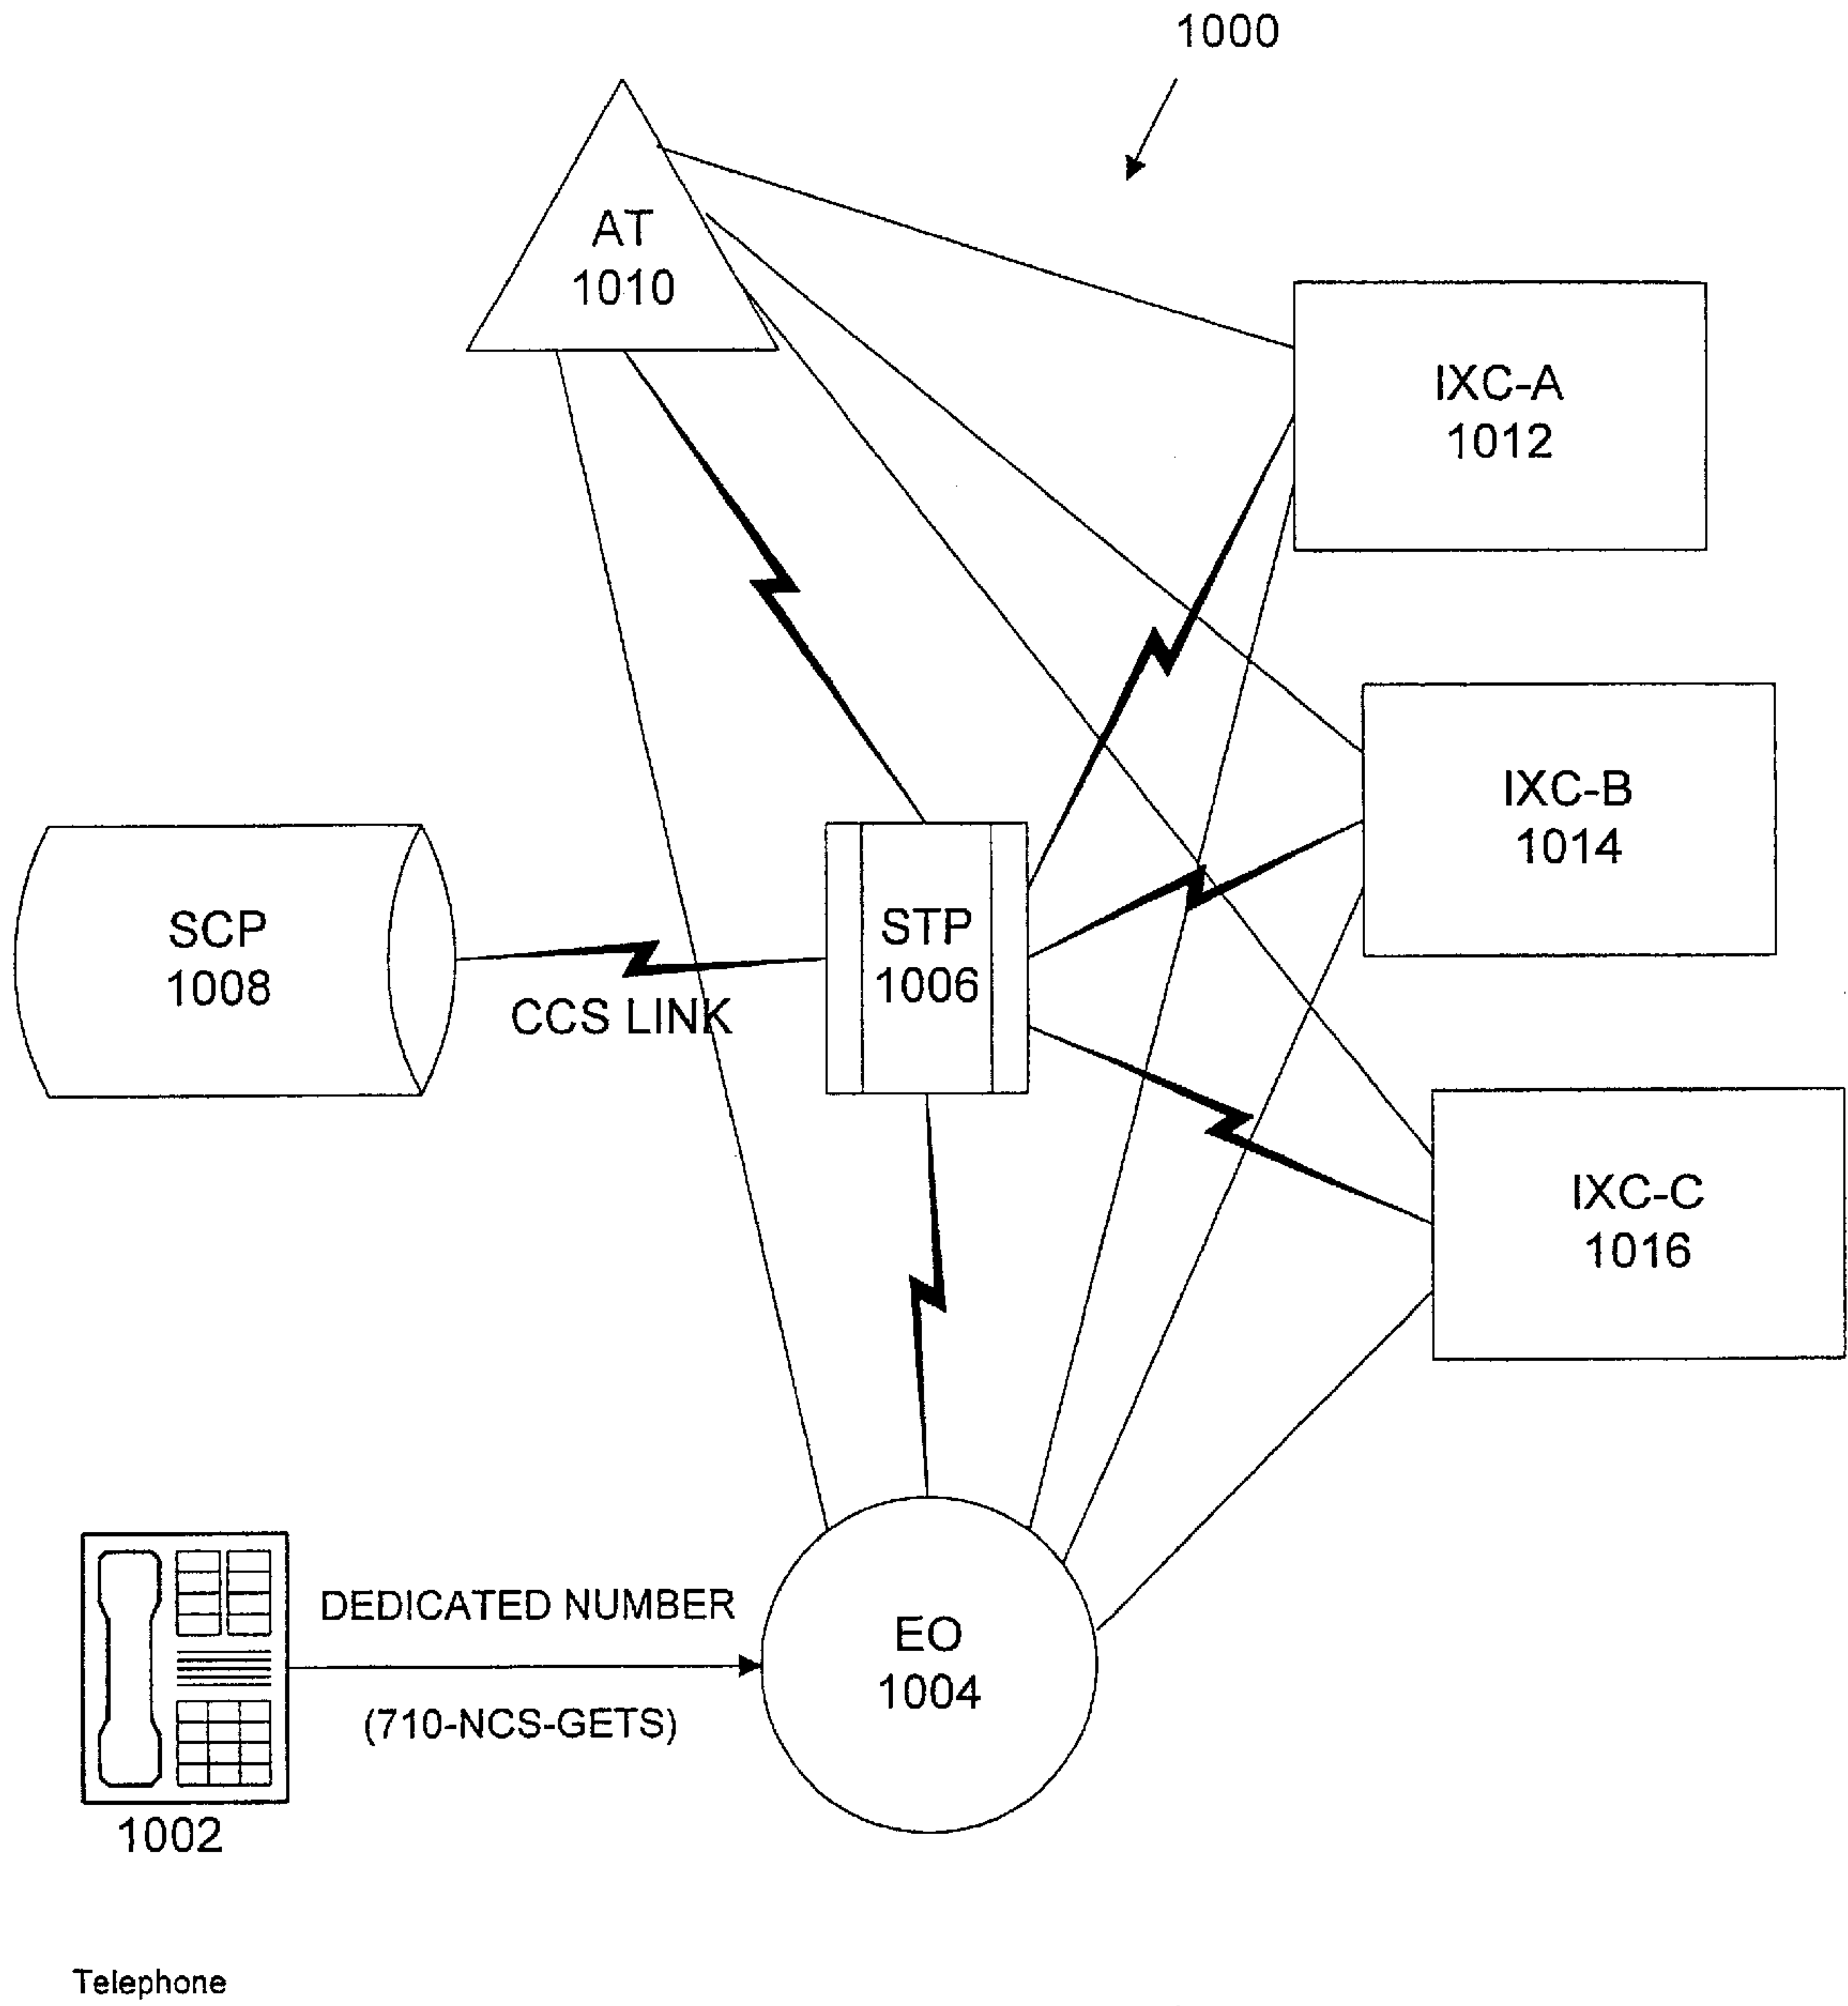 1000
AT
1010
IXC-A
1012
IXC-B
1014
SCP
1008
STP
1006
CCS LINK
IXC-C
1016
DEDICATED NUMBER
EO
1004
(710-NCS-GETS)
1002
Telephone